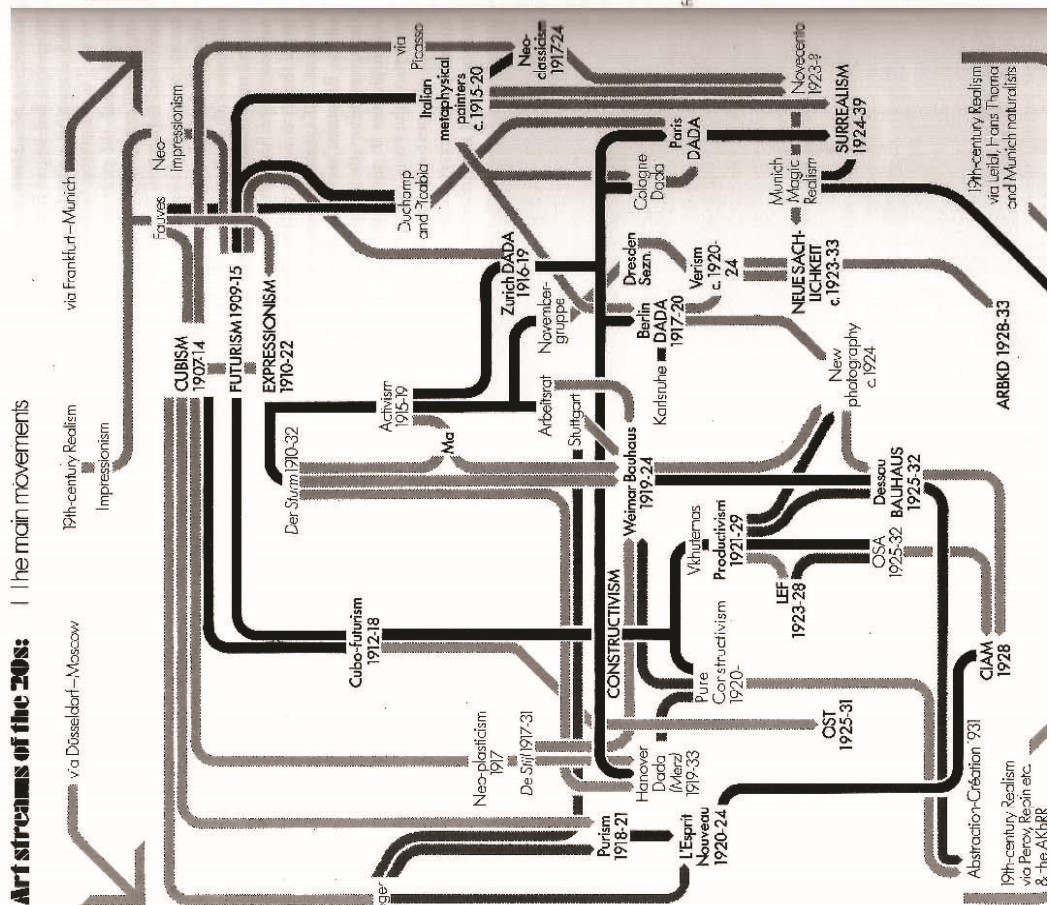 Art streams of the 20s:
The main movements
via Düsseldorf–Moscow
19th-century Realism
Impressionism
via Frankfurt–Munich
Fauves
Neo-
Impressionism
CUBISM
1907-14
FUTURISM 1909-15
EXPRESSIONISM
1910-22
Der Sturm 1910-32
Cubo-futurism
1912-18
Activism
1915-19
Ma
Duchamp
and Picabia
via
Picasso
Italian
metaphysical
painters
c. 1915-20
Neo-
classicism
1917-24
Neo-plasticism
1917
De Stijl 1917-31
Zurich DADA
1916-19
Arbeitsrat
November-
gruppe
Stuttgart
Purism
1918-21
L'Esprit
Nouveau
1920-24
Hanover
Dada
(Merz)
1919-33
CONSTRUCTIVISM
Weimar Bauhaus
1919-24
Karlsruhe
Berlin
DADA
1917-20
Dresden
Sezn.
Cologne
Dada
Paris
DADA
Pure
Constructivism
1920-
Vkhutemas
Productivism
1921-29
Verism
c. 1920-
24
LEF
1923-28
OST
1925-31
OSA
1925-32
Dessau
BAUHAUS
1925-32
New
photography
c. 1924
NEUE SACH-
LICHKEIT
c. 1923-33
Munich
Magic
Realism
Novecento
SURREALISM
1924-39
CIAM
1928
ARBKD 1928-33
Abstraction-Création
19th-century Realism
via Perov, Repin etc.
& the AKhRR
19th-century Realism
via Leibl, Hans Thoma
and Munich naturalists